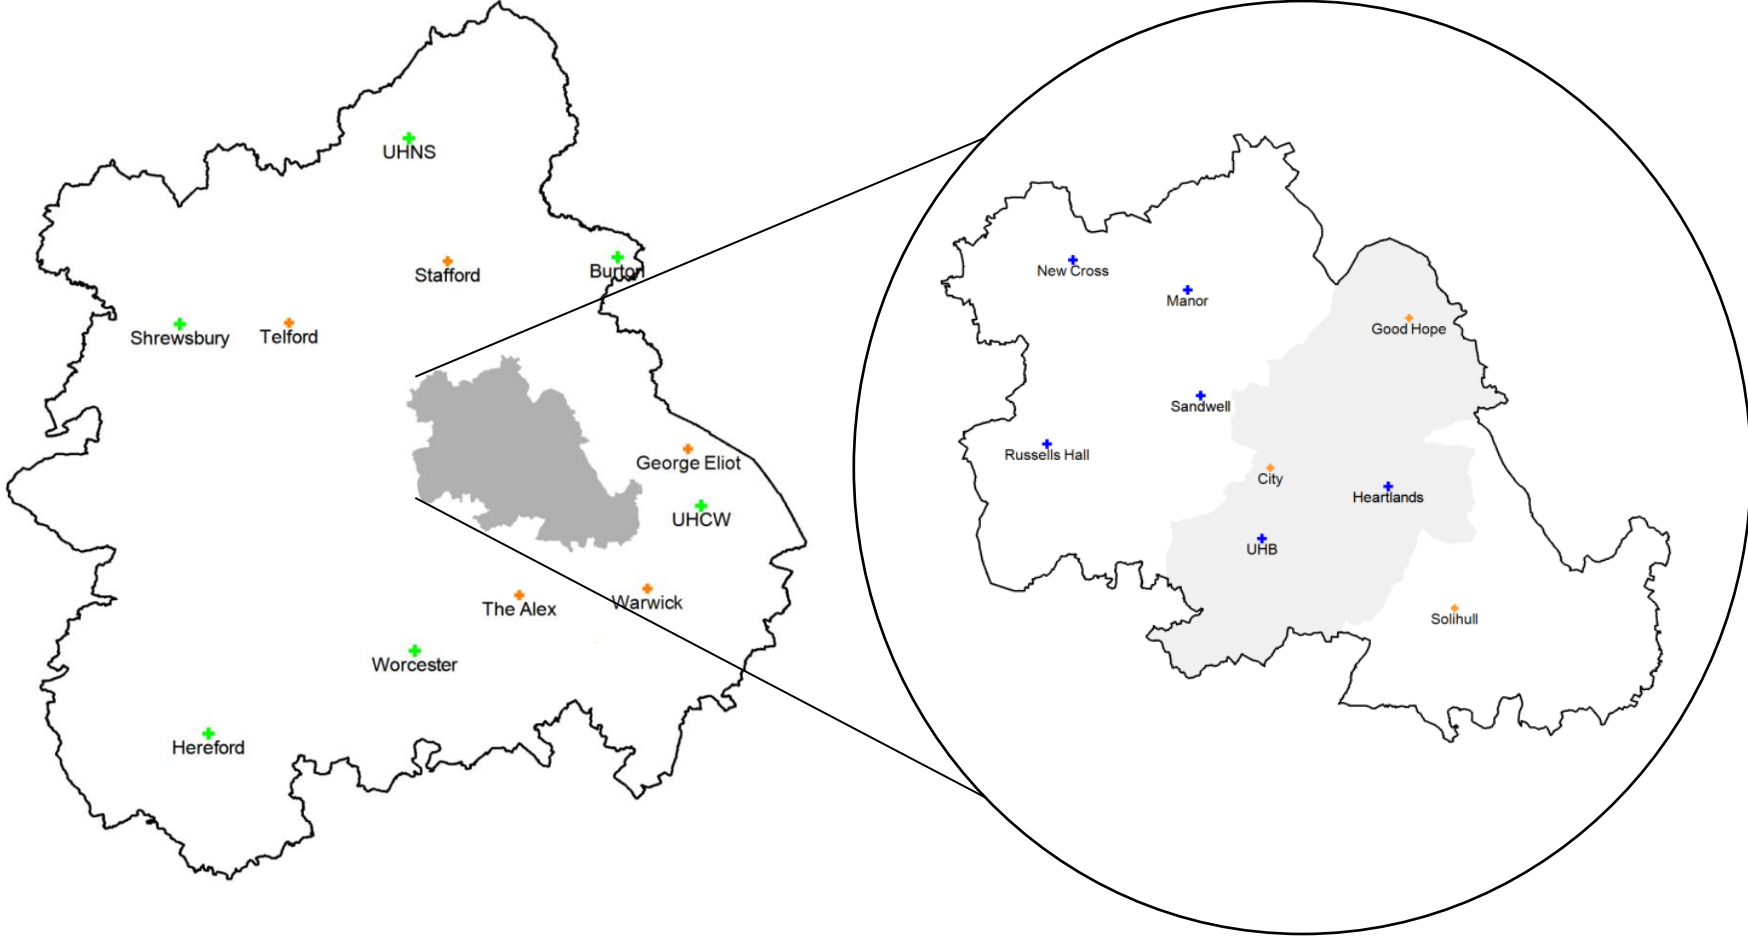 UHNS
Stafford
Burton
Shrewsbury
Telford
George Eliot
UHCW
The Alex
Warwick
Worcester
Hereford
New Cross
Manor
Good Hope
Sandwell
Russells Hall
City
Heartlands
UHB
Solihull